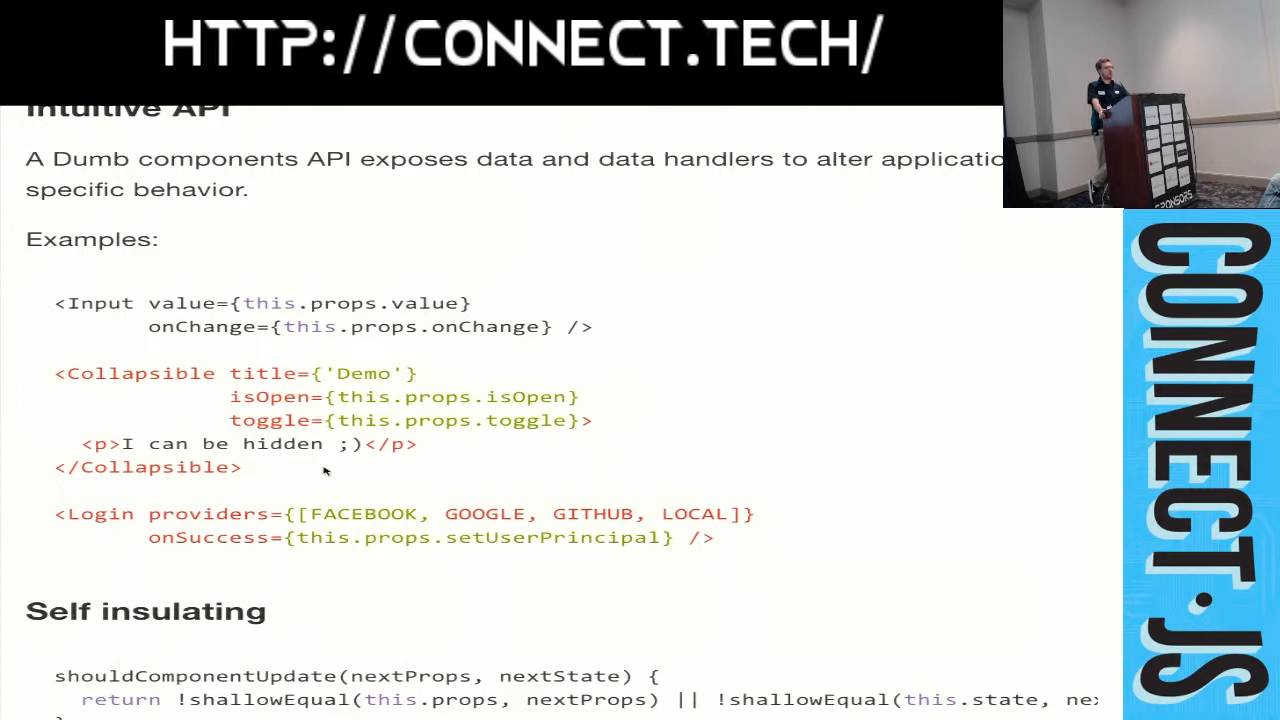 HTTP://CONNECT.TECH/
Intuitive API
A Dumb components API exposes data and data handlers to alter
specific behavior.
Examples:
<Input value={this.props.value}
onChange={this.props.onChange} />
<Collapsible title={'Demo'}
isOpen={this.props.isOpen}
toggle={this.props.toggle}>
<p>I can be hidden ;)</p>
</Collapsible>
<Login providers={[FACEBOOK, GOOGLE, GITHUB, LOCAL]}
onSuccess={this.props.setUserPrincipal} />
Self insulating
shouldComponentUpdate(nextProps, nextState) {
return !shallowEqual(this.props, nextProps) || !shallowEqual(this.state,
}
SPONSORS
CONNECT.JS